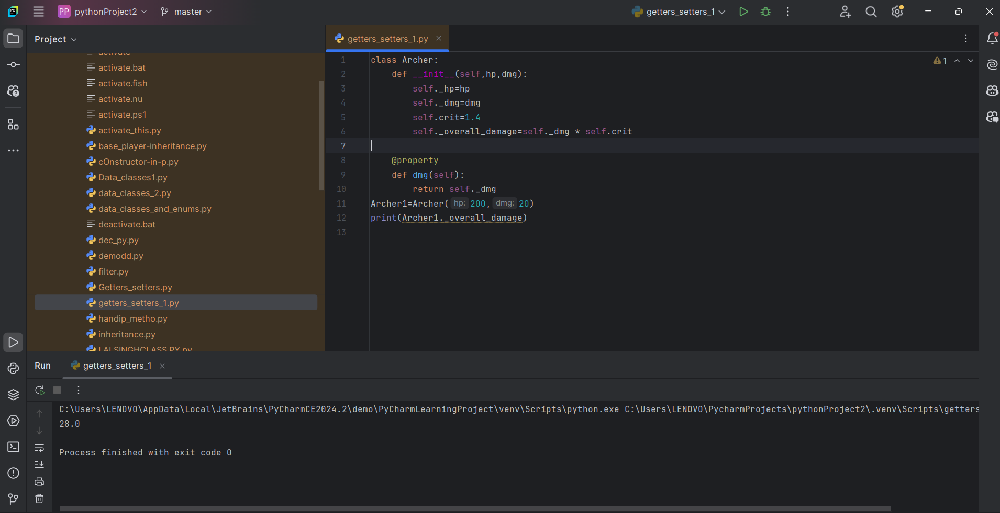 PP pythonProject2 master getters_setters_1
Project
getters_setters_1.py
activate
activate.bat
activate.fish
activate.nu
activate.ps1
activate_this.py
base_player-inheritance.py
cOnstructor-in-p.py
Data_classes1.py
data_classes_2.py
data_classes_and_enums.py
deactivate.bat
dec_py.py
demodd.py
filter.py
Getters_setters.py
getters_setters_1.py
handip_metho.py
inheritance.py
LALSINGHCLASS.PY.py
1 class Archer:
2 def __init__(self,hp,dmg):
3 self._hp=hp
4 self._dmg=dmg
5 self.crit=1.4
6 self._overall_damage=self._dmg * self.crit
7
8 @property
9 def dmg(self):
10 return self._dmg
11 Archer1=Archer( hp: 200, dmg: 20)
12 print(Archer1._overall_damage)
13
1
Run getters_setters_1
C:\Users\LENOVO\AppData\Local\JetBrains\PyCharmCE2024.2\demo\PyCharmLearningProject\venv\Scripts\python.exe C:\Users\LENOVO\PycharmProjects\pythonProject2\.venv\Scripts\getters
28.0
Process finished with exit code 0